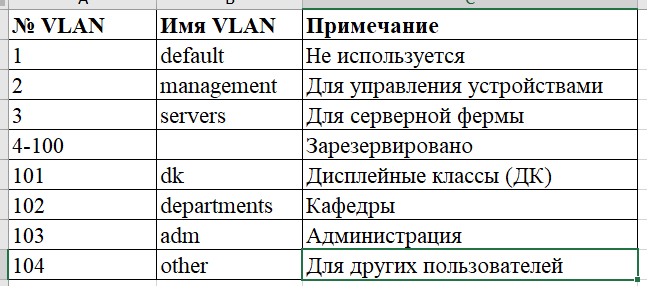 № VLAN Имя VLAN Примечание
1 default Не используется
2 management Для управления устройствами
3 servers Для серверной фермы
4-100 Зарезервировано
101 dk Дисплейные классы (ДК)
102 departments Кафедры
103 adm Администрация
104 other Для других пользователей